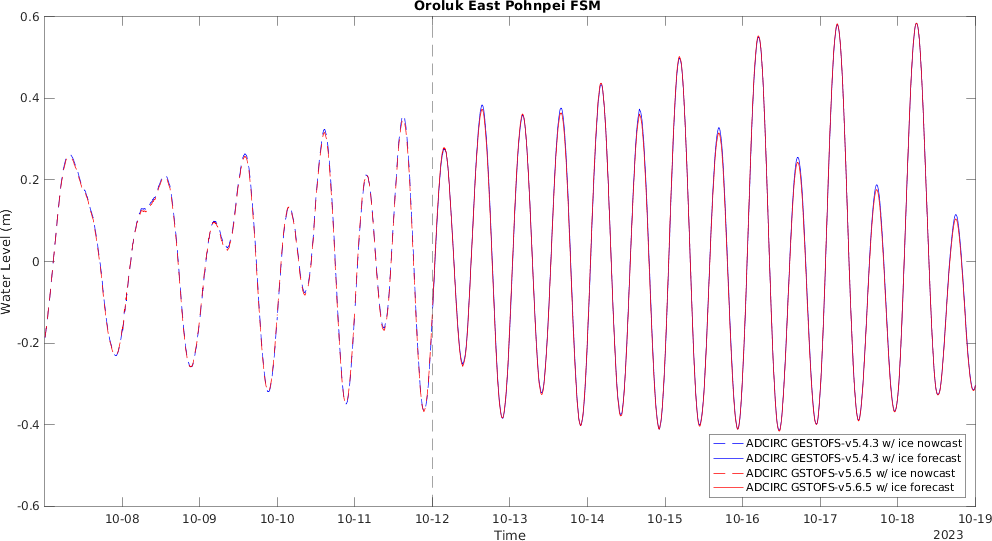 Oroluk East Pohnpei FSM
0.6
0.4
0.2
0
-0.2
-0.4
-0.6
Water Level (m)
ADCIRC GESTOFS-v5.4.3 w/ ice nowcast
ADCIRC GESTOFS-v5.4.3 w/ ice forecast
ADCIRC GSTOFS-v5.6.5 w/ ice nowcast
ADCIRC GSTOFS-v5.6.5 w/ ice forecast
10-08 10-09 10-10 10-11 10-12 10-13 10-14 10-15 10-16 10-17 10-18 10-19
Time
2023